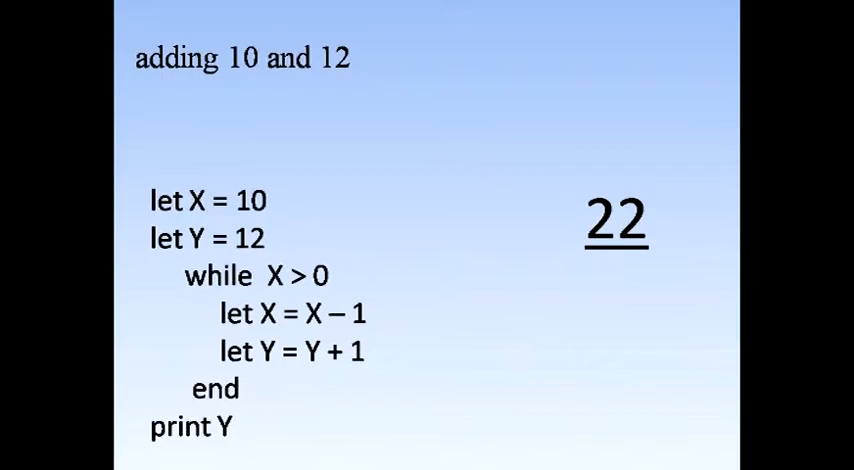 adding 10 and 12
let X = 10
let Y = 12
22
while X > 0
let X = X – 1
let Y = Y + 1
end
print Y